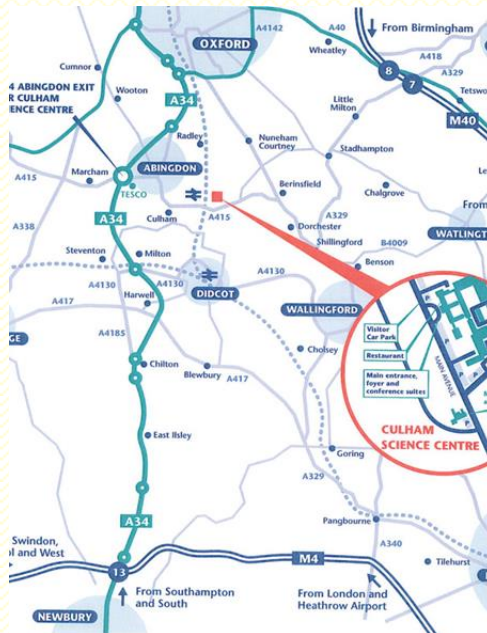 A4142
A40
From Birmingham
OXFORD
Wheatley
A418
Cumnor
8
A329
7
Tetsw
4 ABINGDON EXIT
R CULHAM
IENCE CENTRE
Wooton
A34
Little
Milton
M40
Radley
Nuneham
Courtney
Stadhampton
ABINGDON
A415
Marcham
TESCO
Berinsfield
Chalgrove
From
A34
Culham
A415
A329
Dorchester
A338
Shillingford
WATLINGT
B4009
Steventon
Milton
Benson
A4130
A4130
A4130
DIDCOT
Harwell
A417
WALLINGFORD
A4185
GE
Visitor
Car Park
Restaurant
Main entrance,
foyer and
conference suites
MAIN AVENUE
P
P
P
Cholsey
Chilton
Blewbury
A417
CULHAM
SCIENCE CENTRE
East Ilsley
Goring
A329
A34
Pangbourne
Swindon,
ol and West
M4
A340
13
Tilehurst
From Southampton
and South
From London and
Heathrow Airport
NEWBURY